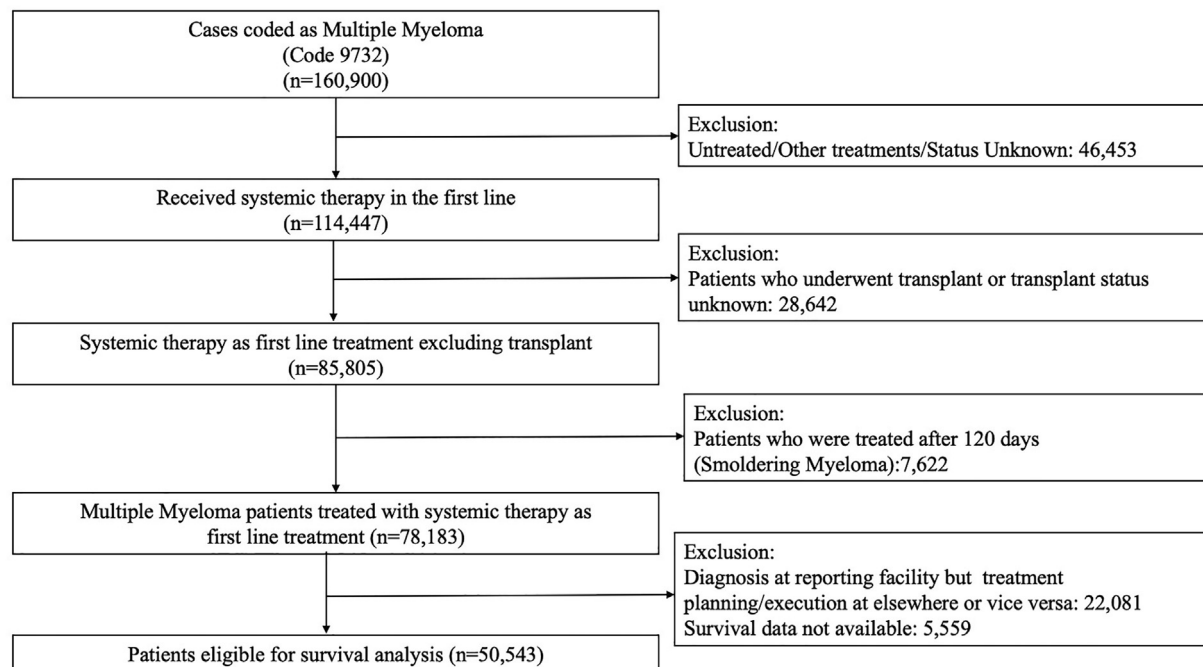 Cases coded as Multiple Myeloma
(Code 9732)
(n=160,900)
Exclusion:
Untreated/Other treatments/Status Unknown: 46,453
Received systemic therapy in the first line
(n=114,447)
Exclusion:
Patients who underwent transplant or transplant status
unknown: 28,642
Systemic therapy as first line treatment excluding transplant
(n=85,805)
Exclusion:
Patients who were treated after 120 days
(Smoldering Myeloma):7,622
Multiple Myeloma patients treated with systemic therapy as
first line treatment (n=78,183)
Exclusion:
Diagnosis at reporting facility but treatment
planning/execution at elsewhere or vice versa: 22,081
Survival data not available: 5,559
Patients eligible for survival analysis (n=50,543)